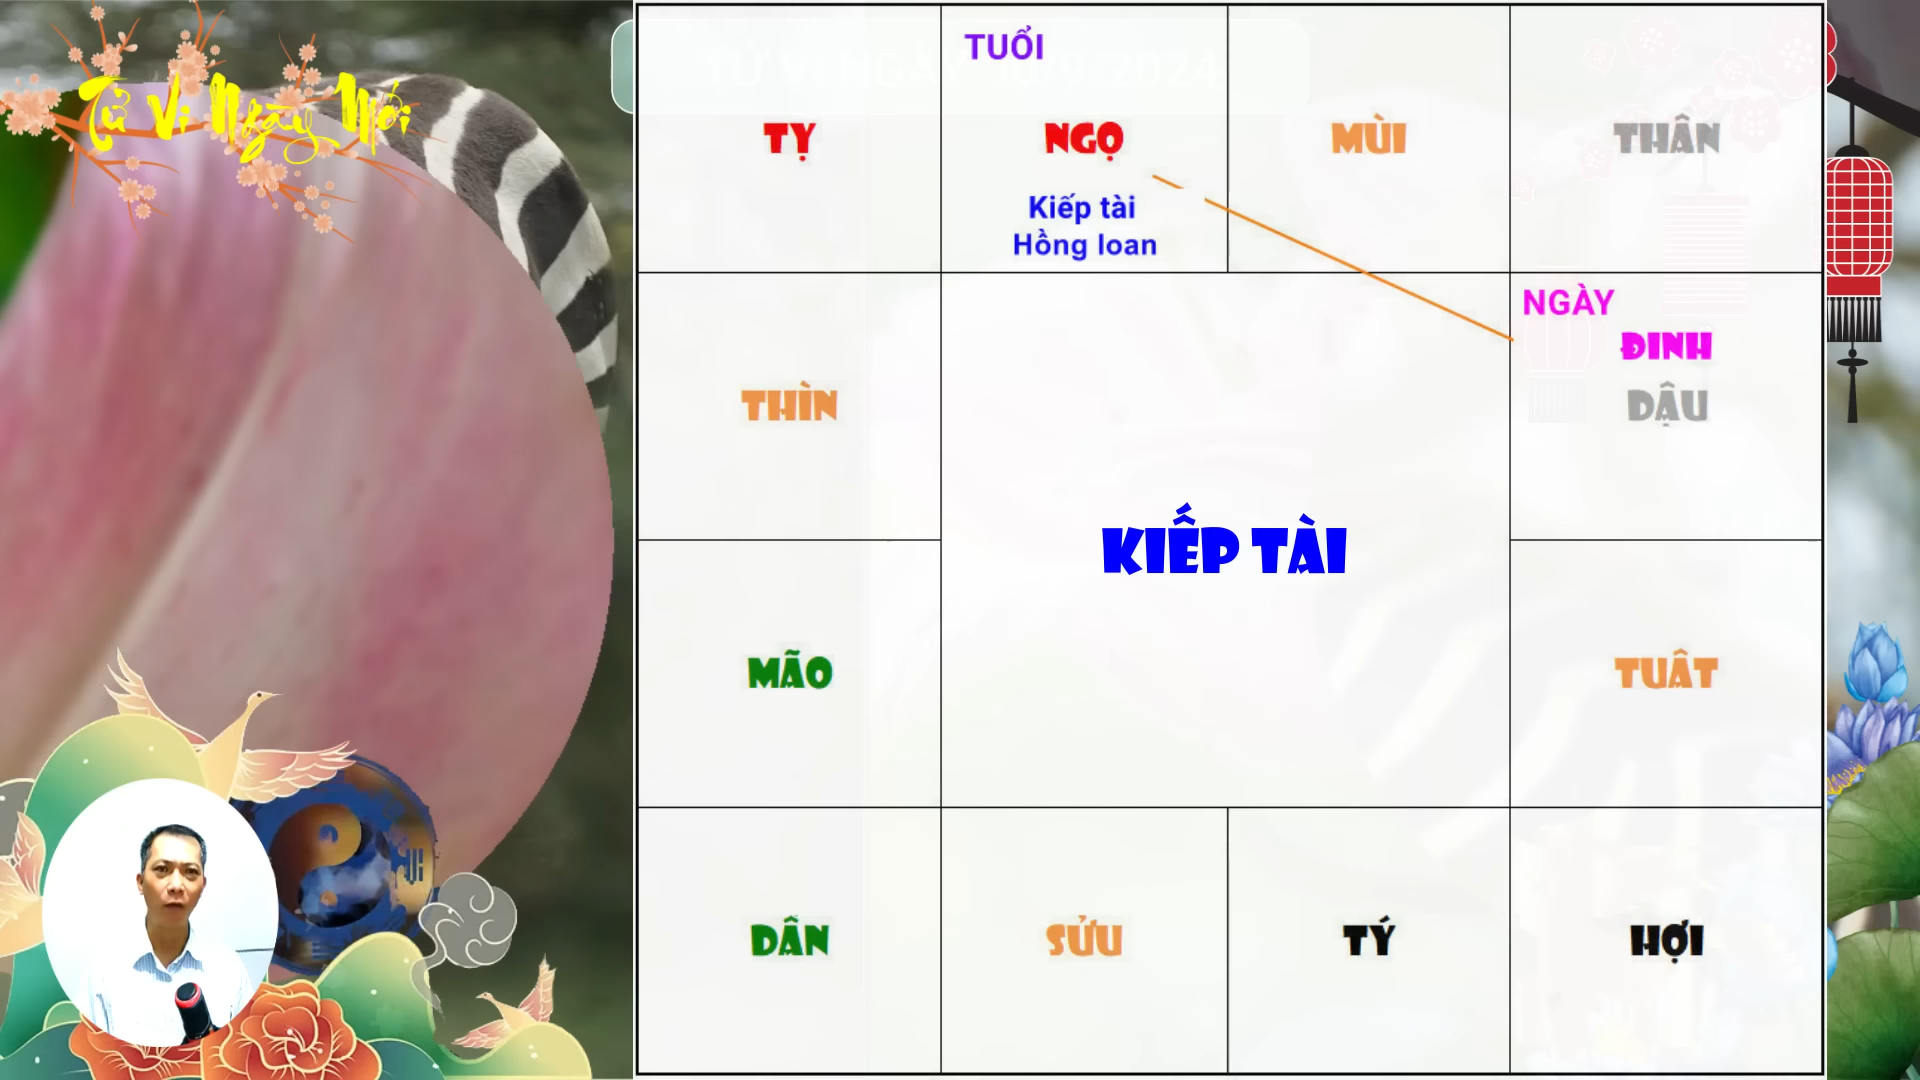 Tử Vi Ngày Mới
TUỔI
TỴ
NGỌ
MÙI
THÂN
Kiếp tài
Hồng loan
NGÀY
ĐINH
THÌN
DẬU
KIẾP TÀI
MÃO
TUẤT
DẦN
SỬU
TÝ
HỢI